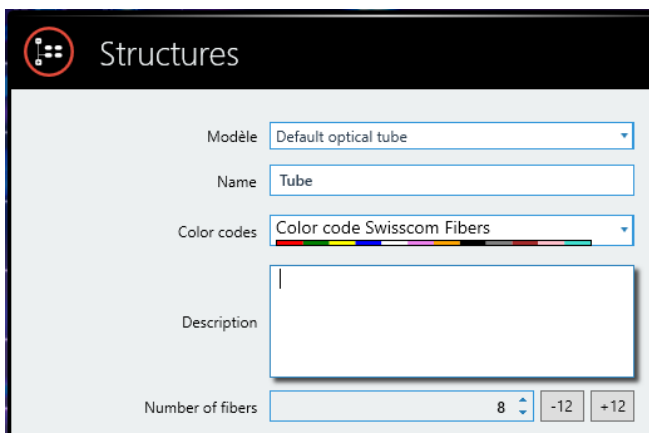 Structures
Modèle Default optical tube
Name Tube
Color codes Color code Swisscom Fibers
Description
Number of fibers 8 -12 +12